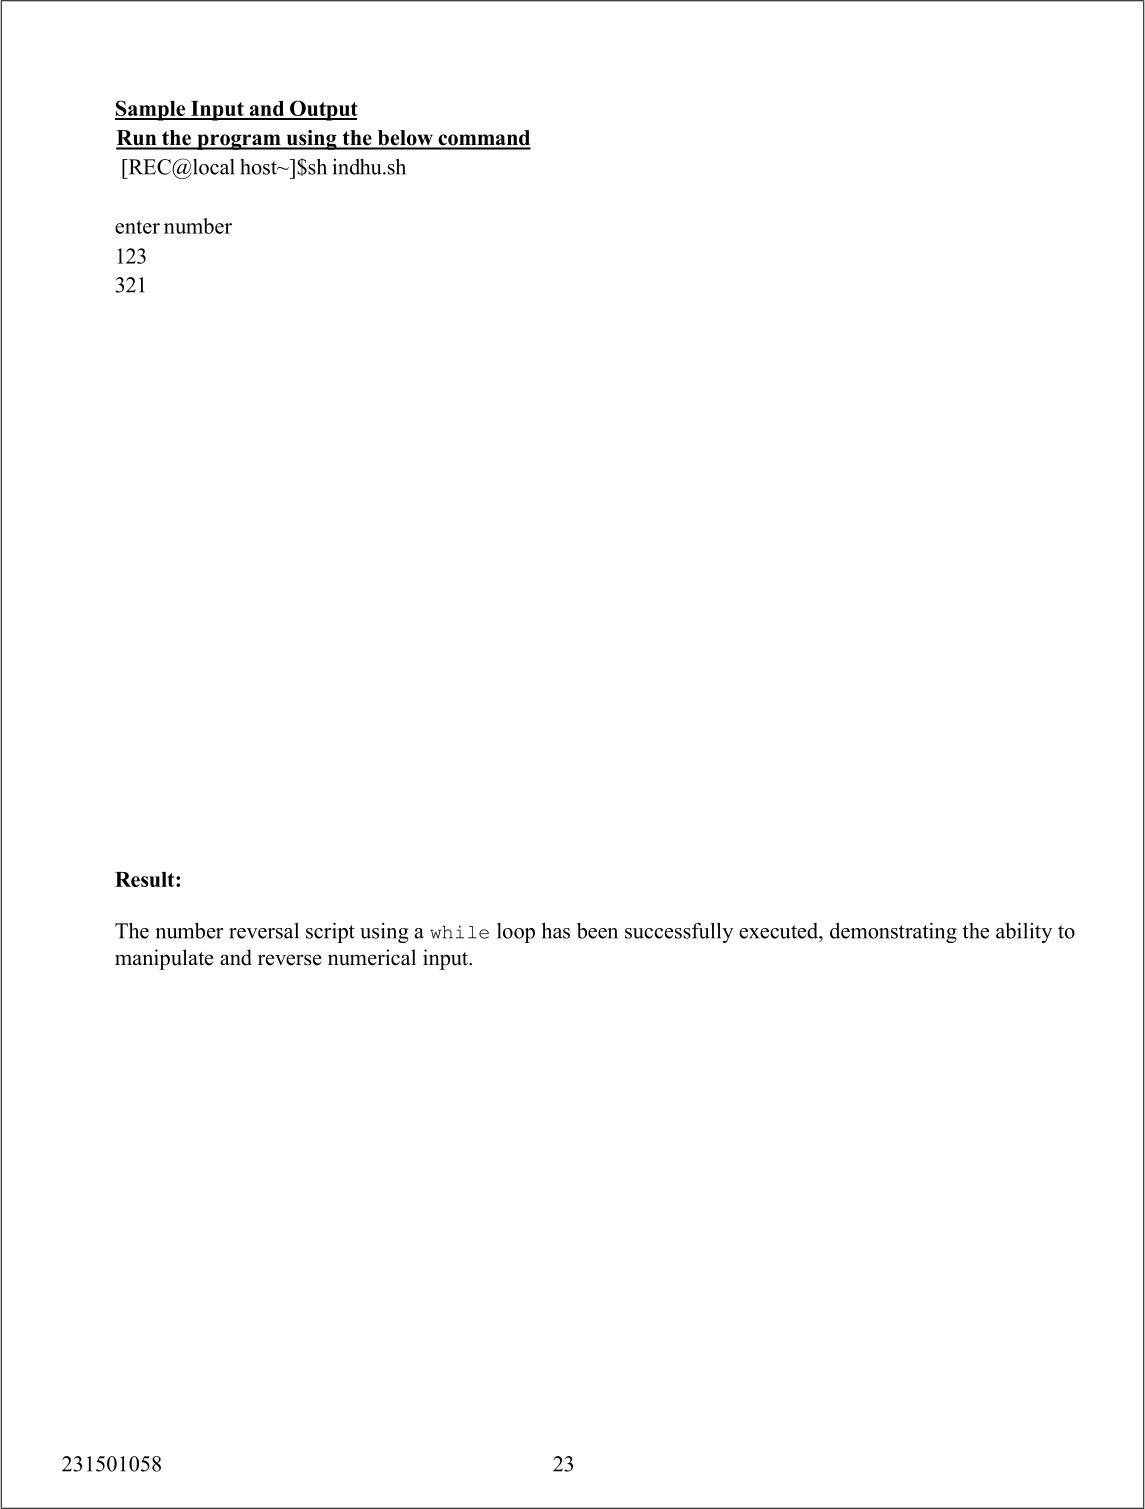 Sample Input and Output
Run the program using the below command
[REC@local host~]$sh indhu.sh
enter number
123
321
Result:
The number reversal script using a while loop has been successfully executed, demonstrating the ability to
manipulate and reverse numerical input.
231501058 23